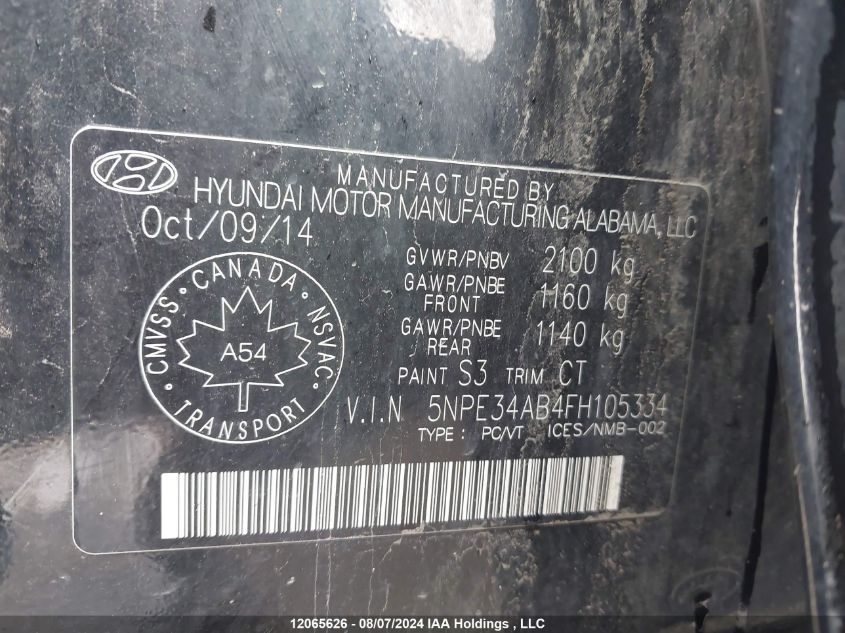 MANUFACTURED BY
HYUNDAI MOTOR MANUFACTURING ALABAMA, LLC
Oct/09/14
GVWR/PNBV 2100 kg
GAWR/PNBE FRONT 1160 kg
GAWR/PNBE REAR 1140 kg
CMVSS · CANADA · NSVAC
A54
· TRANSPORT ·
PAINT S3 TRIM CT
V.I.N 5NPE34AB4FH105334
TYPE: PC/VT ICES/NMB-002
12065626 - 08/07/2024 IAA Holdings , LLC